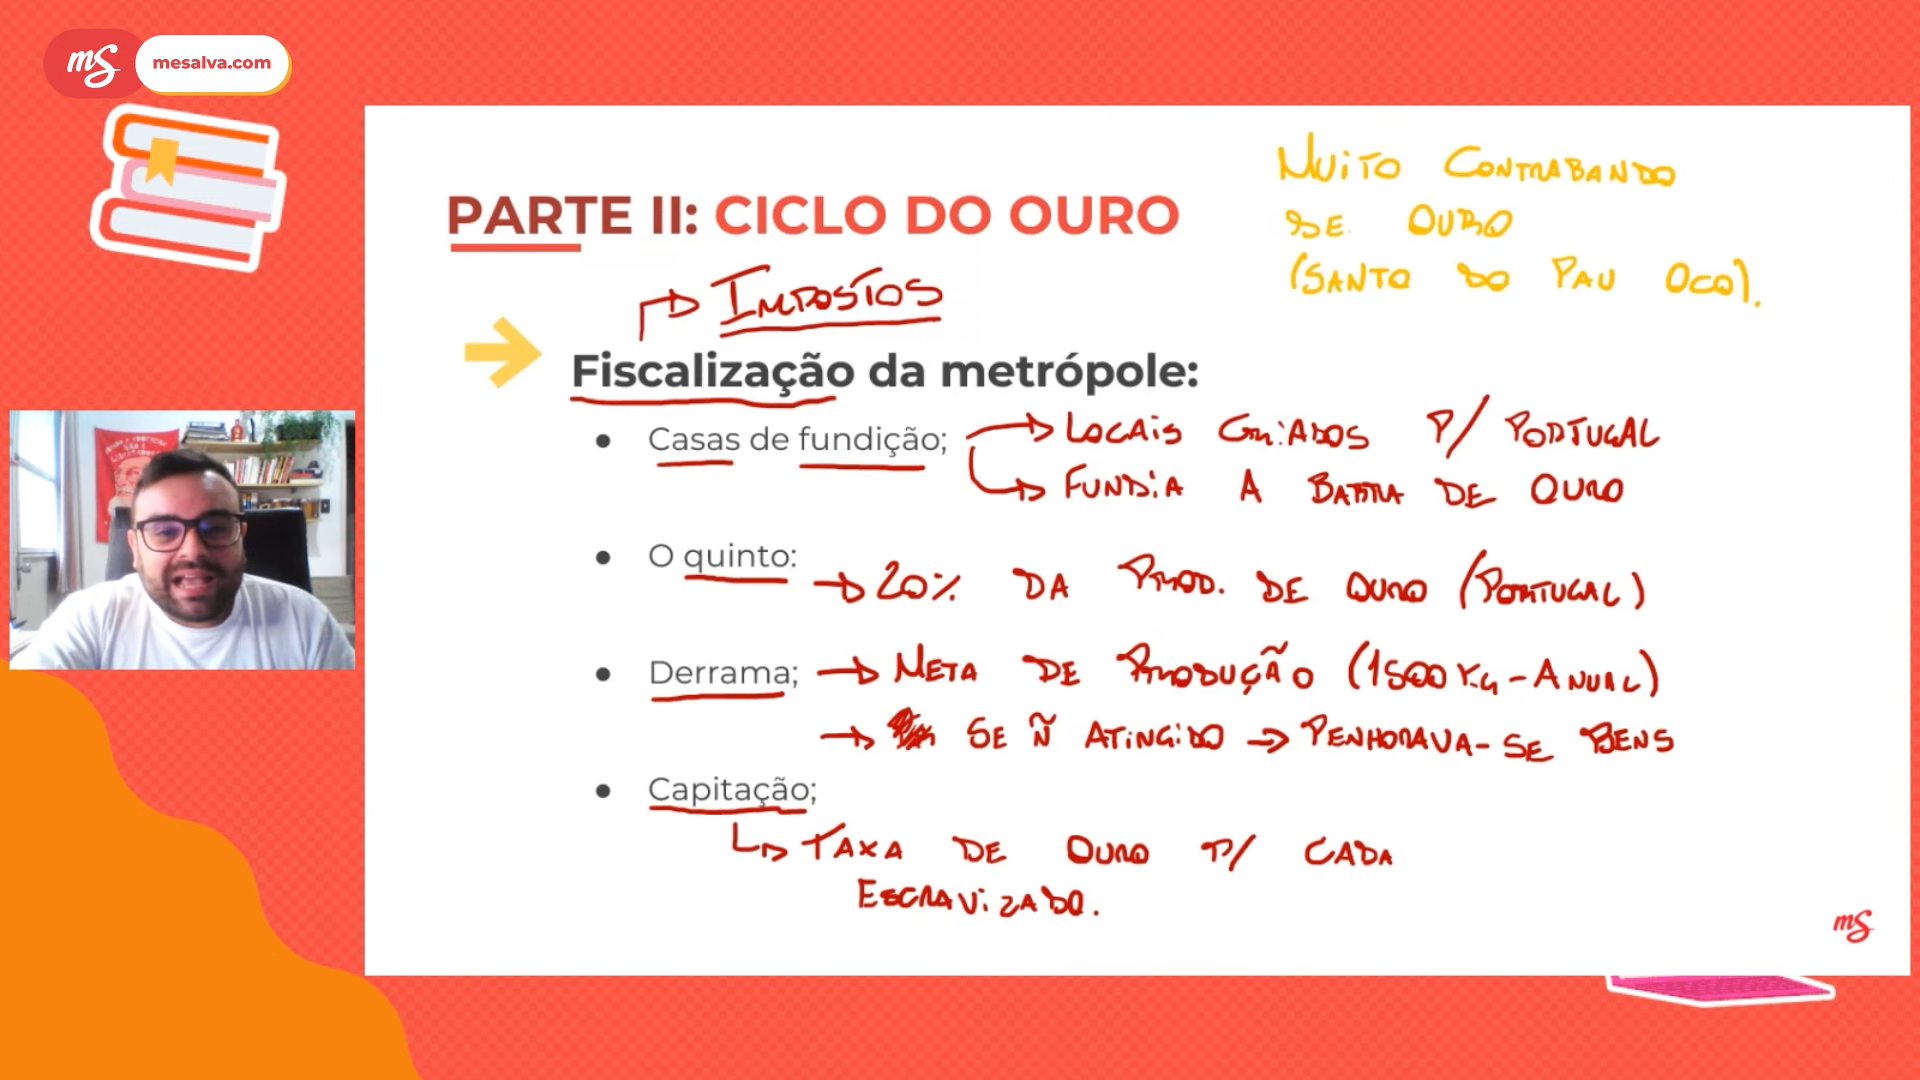 mS mesalva.com
MUITO CONTRABANDO
DE OURO
(SANTO DO PAU OCO).
PARTE II: CICLO DO OURO
IMPOSTOS
Fiscalização da metrópole:
• Casas de fundição; → LOCAIS CRIADOS P/ PORTUGAL
→ FUNDIA A BARRA DE OURO
• O quinto: → 20% DA PROD. DE OURO (PORTUGAL)
• Derrama; → META DE PRODUÇÃO (1500 KG - ANUAL)
→ SE Ñ ATINGIDO → PENHORAVA-SE BENS
• Capitação;
→ TAXA DE OURO P/ CADA
ESCRAVIZADO.
mS